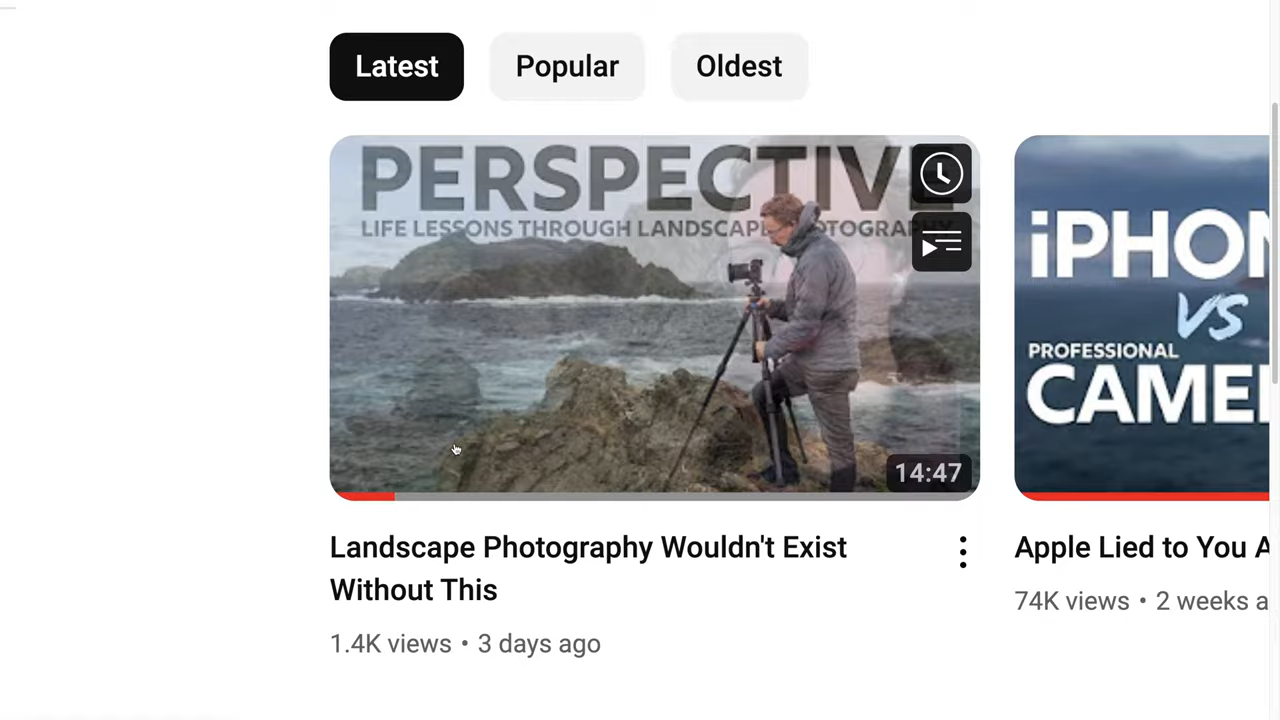 Latest Popular Oldest
PERSPECTIVE
LIFE LESSONS THROUGH LANDSCAPE PHOTOGRAPHY
14:47
Landscape Photography Wouldn't Exist
Without This
1.4K views • 3 days ago
iPHON
VS
PROFESSIONAL
CAME
Apple Lied to You A
74K views • 2 weeks a